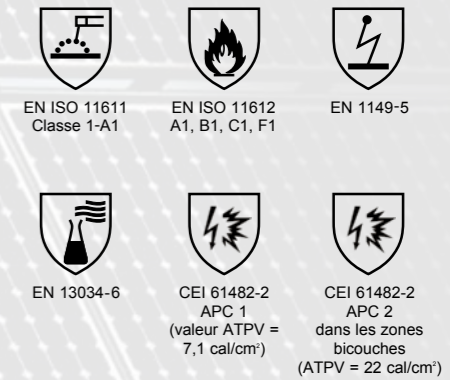 EN ISO 11611
Classe 1-A1
EN ISO 11612
A1, B1, C1, F1
EN 1149-5
EN 13034-6
CEI 61482-2
APC 1
(valeur ATPV =
7,1 cal/cm²)
CEI 61482-2
APC 2
dans les zones
bicouches
(ATPV = 22 cal/cm²)